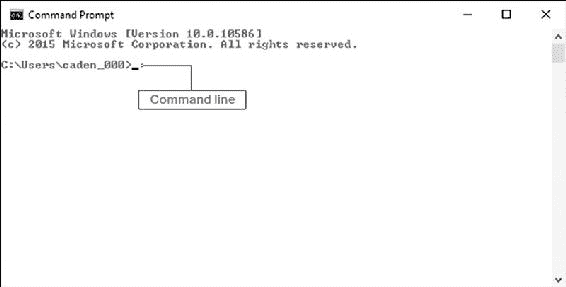 Command Prompt
Microsoft Windows [Version 10.0.10586]
(c) 2015 Microsoft Corporation. All rights reserved.
C:\Users\caden_000>_
Command line